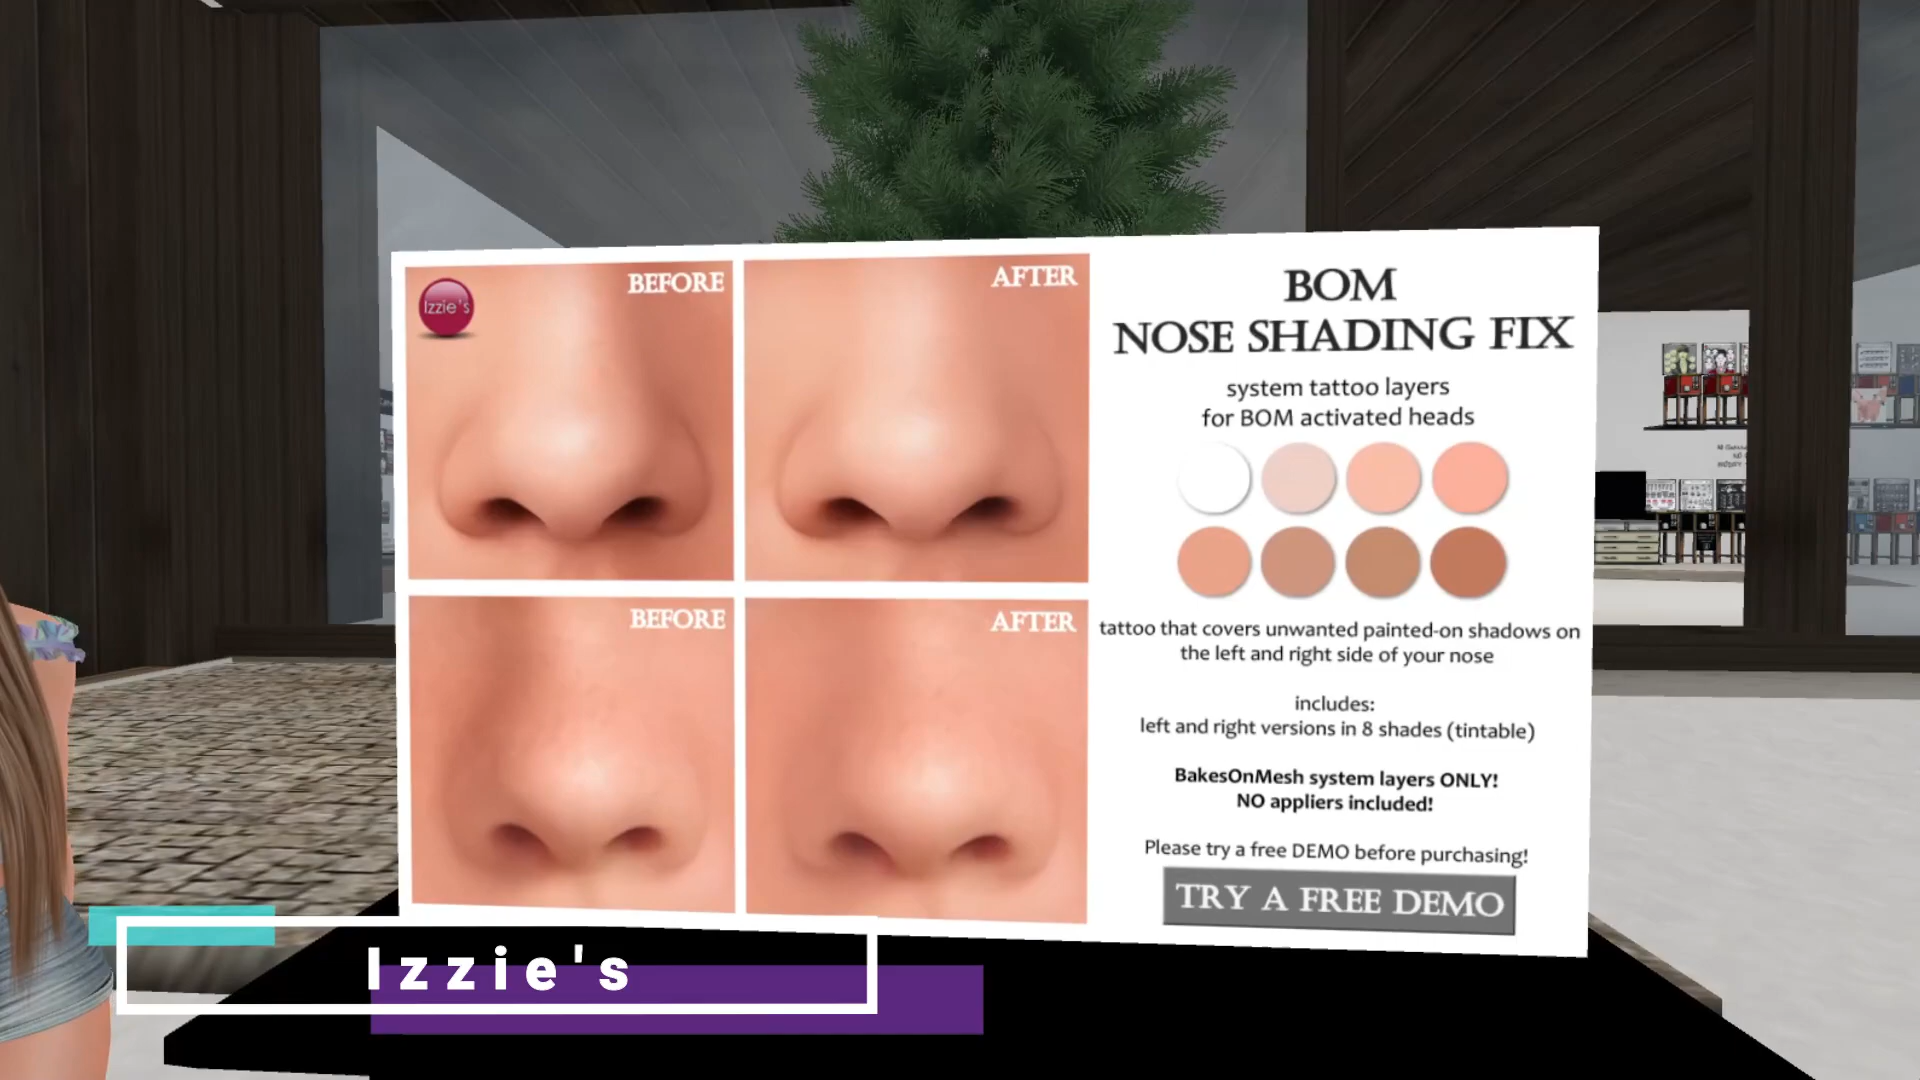 Izzie's
BEFORE
AFTER
BEFORE
AFTER
BOM
NOSE SHADING FIX
system tattoo layers
for BOM activated heads
tattoo that covers unwanted painted-on shadows on
the left and right side of your nose
includes:
left and right versions in 8 shades (tintable)
BakesOnMesh system layers ONLY!
NO appliers included!
Please try a free DEMO before purchasing!
TRY A FREE DEMO
Izzie's